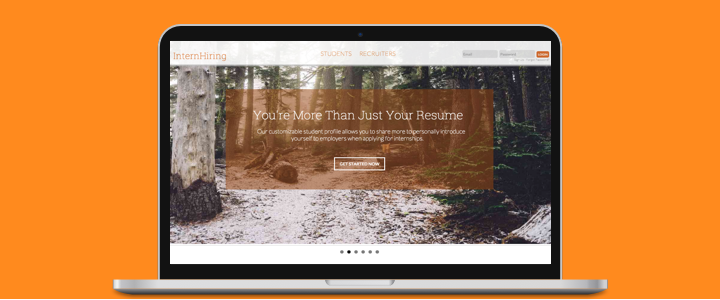 InternHiring
STUDENTS RECRUITERS
Email
Password
LOGIN
You're More Than Just Your Resume
Our customizable student profile allows you to share more to personally introduce
yourself to employers when applying for internships.
GET STARTED NOW